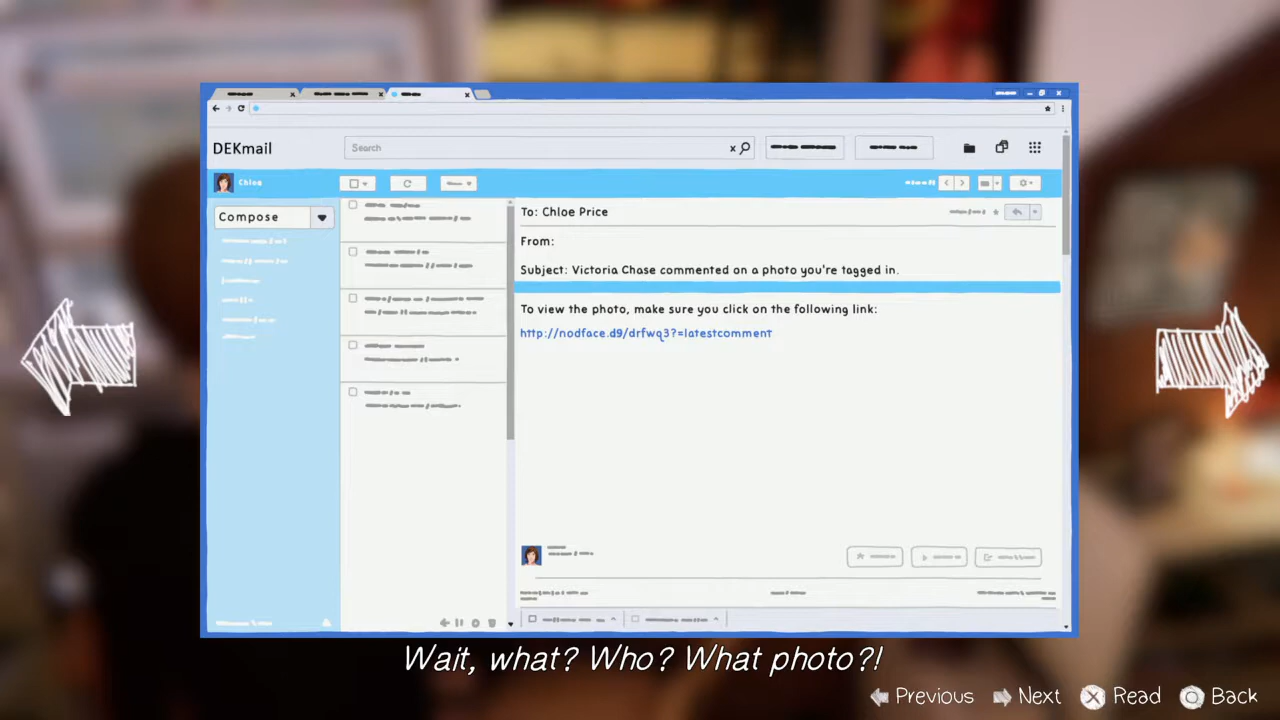 DEKmail
Search
Chloe
Compose
To: Chloe Price
From:
Subject: Victoria Chase commented on a photo you're tagged in.
To view the photo, make sure you click on the following link:
http://nodface.d9/drfwq3?=latestcomment
Wait, what? Who? What photo?!
Previous
Next
Read
Back